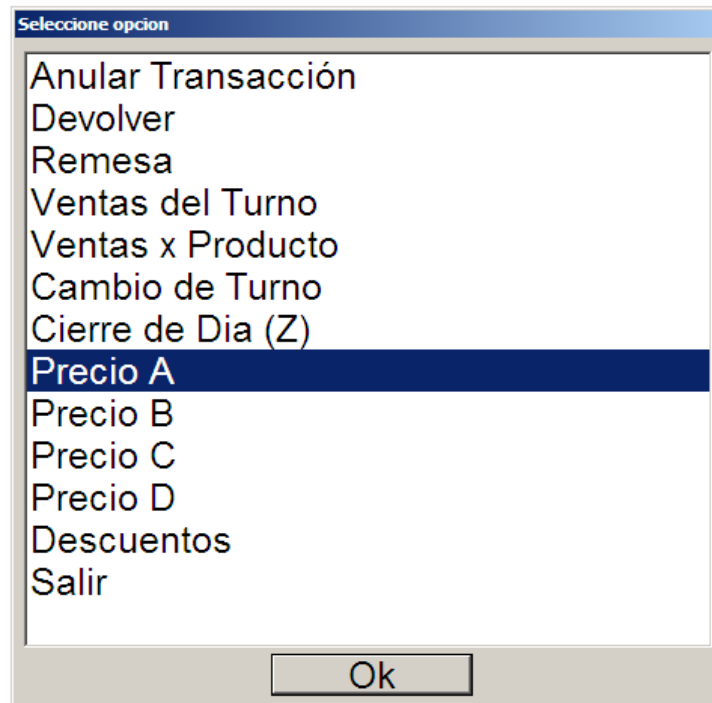 Seleccione opcion
Anular Transacción
Devolver
Remesa
Ventas del Turno
Ventas x Producto
Cambio de Turno
Cierre de Dia (Z)
Precio A
Precio B
Precio C
Precio D
Descuentos
Salir
Ok